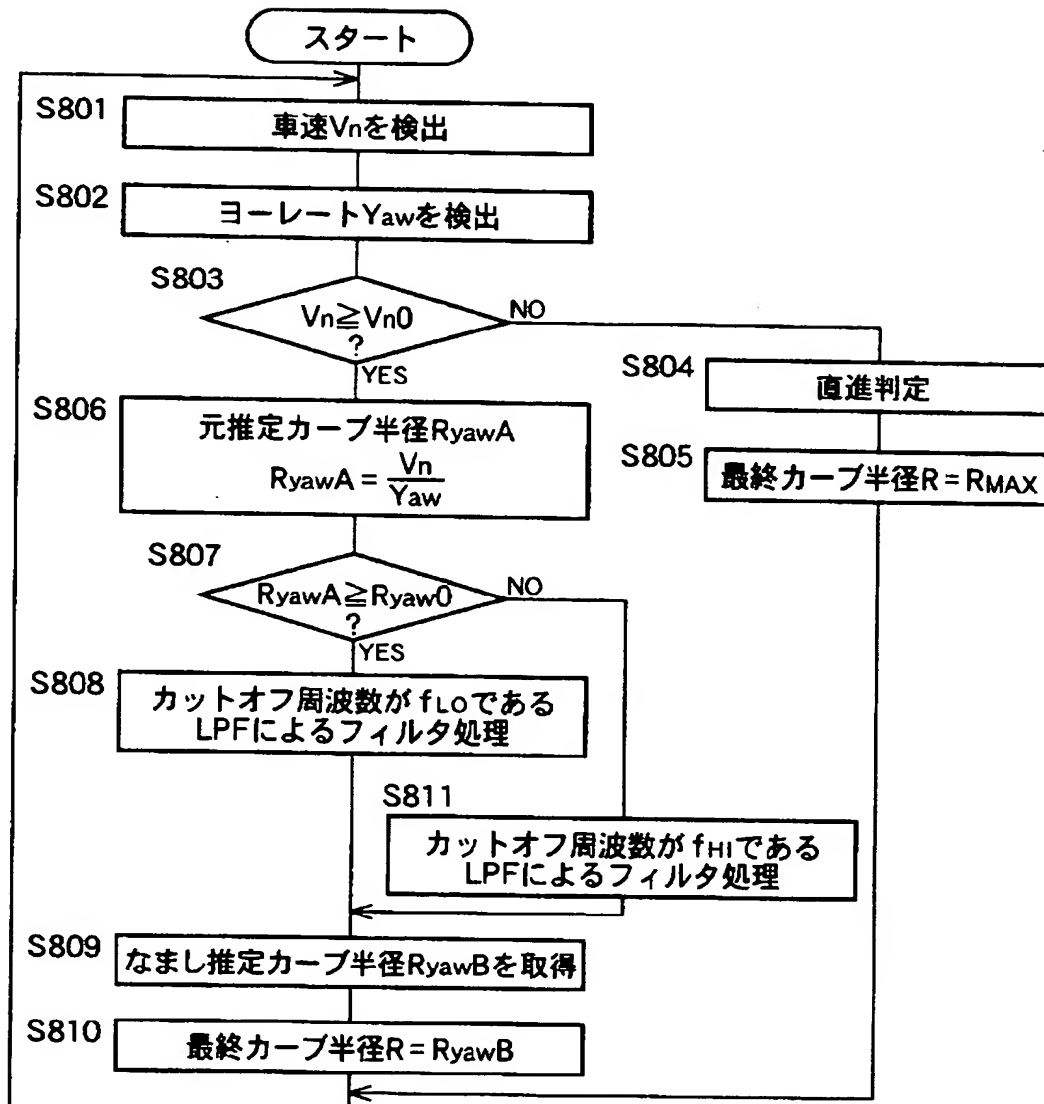 スタート
S801
車速Vnを検出
S802
ヨーレートYawを検出
S803
Vn≧Vn0
?
NO
YES
S804
直進判定
S805
最終カーブ半径R=RMAX
S806
元推定カーブ半径RyawA
RyawA=Vn/Yaw
S807
RyawA≧Ryaw0
?
NO
YES
S808
カットオフ周波数がfLOである
LPFによるフィルタ処理
S811
カットオフ周波数がfHIである
LPFによるフィルタ処理
S809
なまし推定カーブ半径RyawBを取得
S810
最終カーブ半径R=RyawB